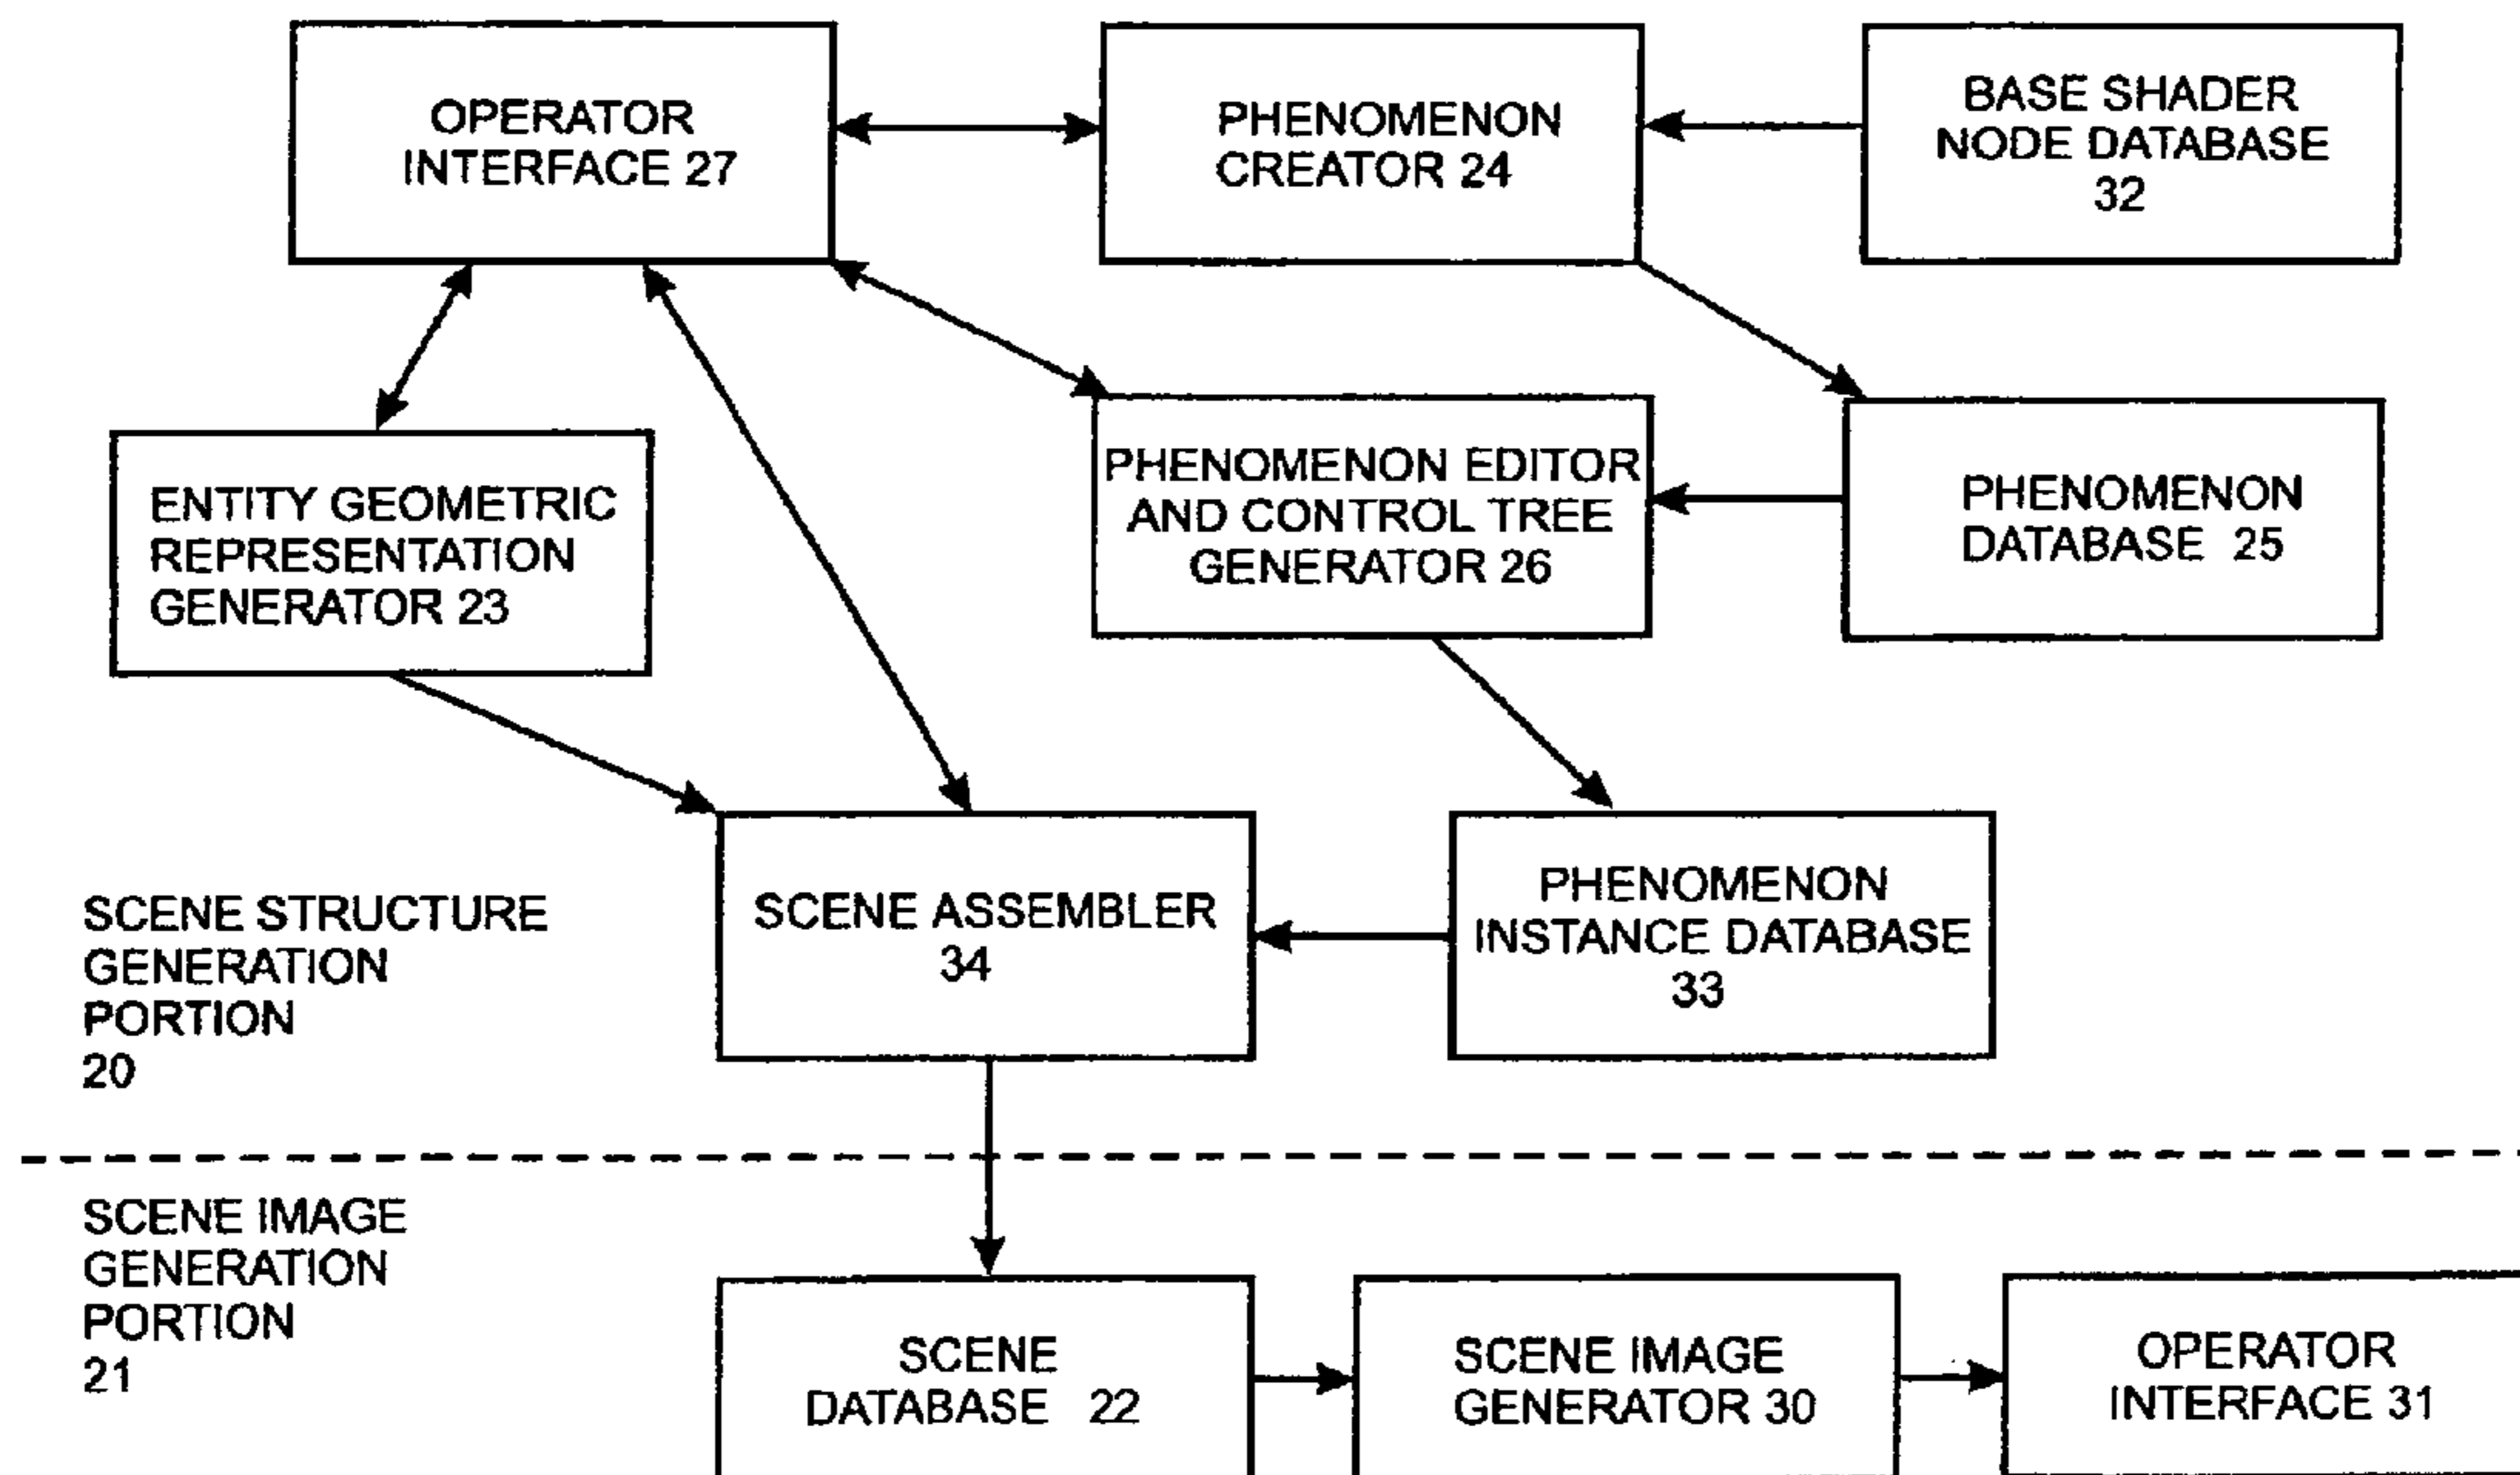 OPERATOR
INTERFACE 27
PHENOMENON
CREATOR 24
BASE SHADER
NODE DATABASE
32
ENTITY GEOMETRIC
REPRESENTATION
GENERATOR 23
PHENOMENON EDITOR
AND CONTROL TREE
GENERATOR 26
PHENOMENON
DATABASE 25
SCENE STRUCTURE
GENERATION
PORTION
20
SCENE ASSEMBLER
34
PHENOMENON
INSTANCE DATABASE
33
SCENE IMAGE
GENERATION
PORTION
21
SCENE
DATABASE 22
SCENE IMAGE
GENERATOR 30
OPERATOR
INTERFACE 31